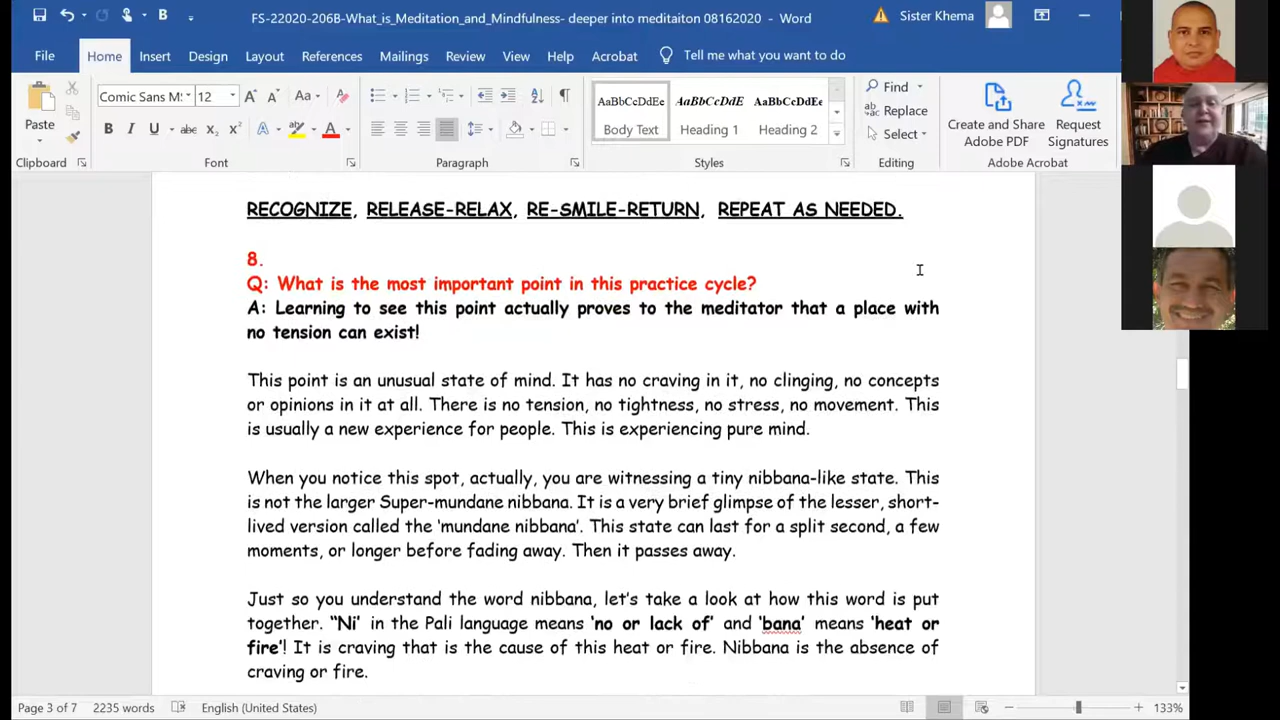 FS-22020-206B-What_is_Meditation_and_Mindfulness- deeper into meditaiton 08162020 - Word
Sister Khema
File Home Insert Design Layout References Mailings Review View Help Acrobat Tell me what you want to do
Paste
Comic Sans M
12
Clipboard
Font
Paragraph
AaBbCcDdEe AaBbCcDdE AaBbCcDdEe
Body Text Heading 1 Heading 2
Styles
Find
Replace
Select
Editing
Create and Share Adobe PDF
Request Signatures
Adobe Acrobat
RECOGNIZE, RELEASE-RELAX, RE-SMILE-RETURN, REPEAT AS NEEDED.
8.
Q: What is the most important point in this practice cycle?
A: Learning to see this point actually proves to the meditator that a place with
no tension can exist!
This point is an unusual state of mind. It has no craving in it, no clinging, no concepts
or opinions in it at all. There is no tension, no tightness, no stress, no movement. This
is usually a new experience for people. This is experiencing pure mind.
When you notice this spot, actually, you are witnessing a tiny nibbana-like state. This
is not the larger Super-mundane nibbana. It is a very brief glimpse of the lesser, short-
lived version called the ‘mundane nibbana’. This state can last for a split second, a few
moments, or longer before fading away. Then it passes away.
Just so you understand the word nibbana, let’s take a look at how this word is put
together. “Ni’ in the Pali language means ‘no or lack of’ and ‘bana’ means ‘heat or
fire’! It is craving that is the cause of this heat or fire. Nibbana is the absence of
craving or fire.
Page 3 of 7 2235 words English (United States) 133%